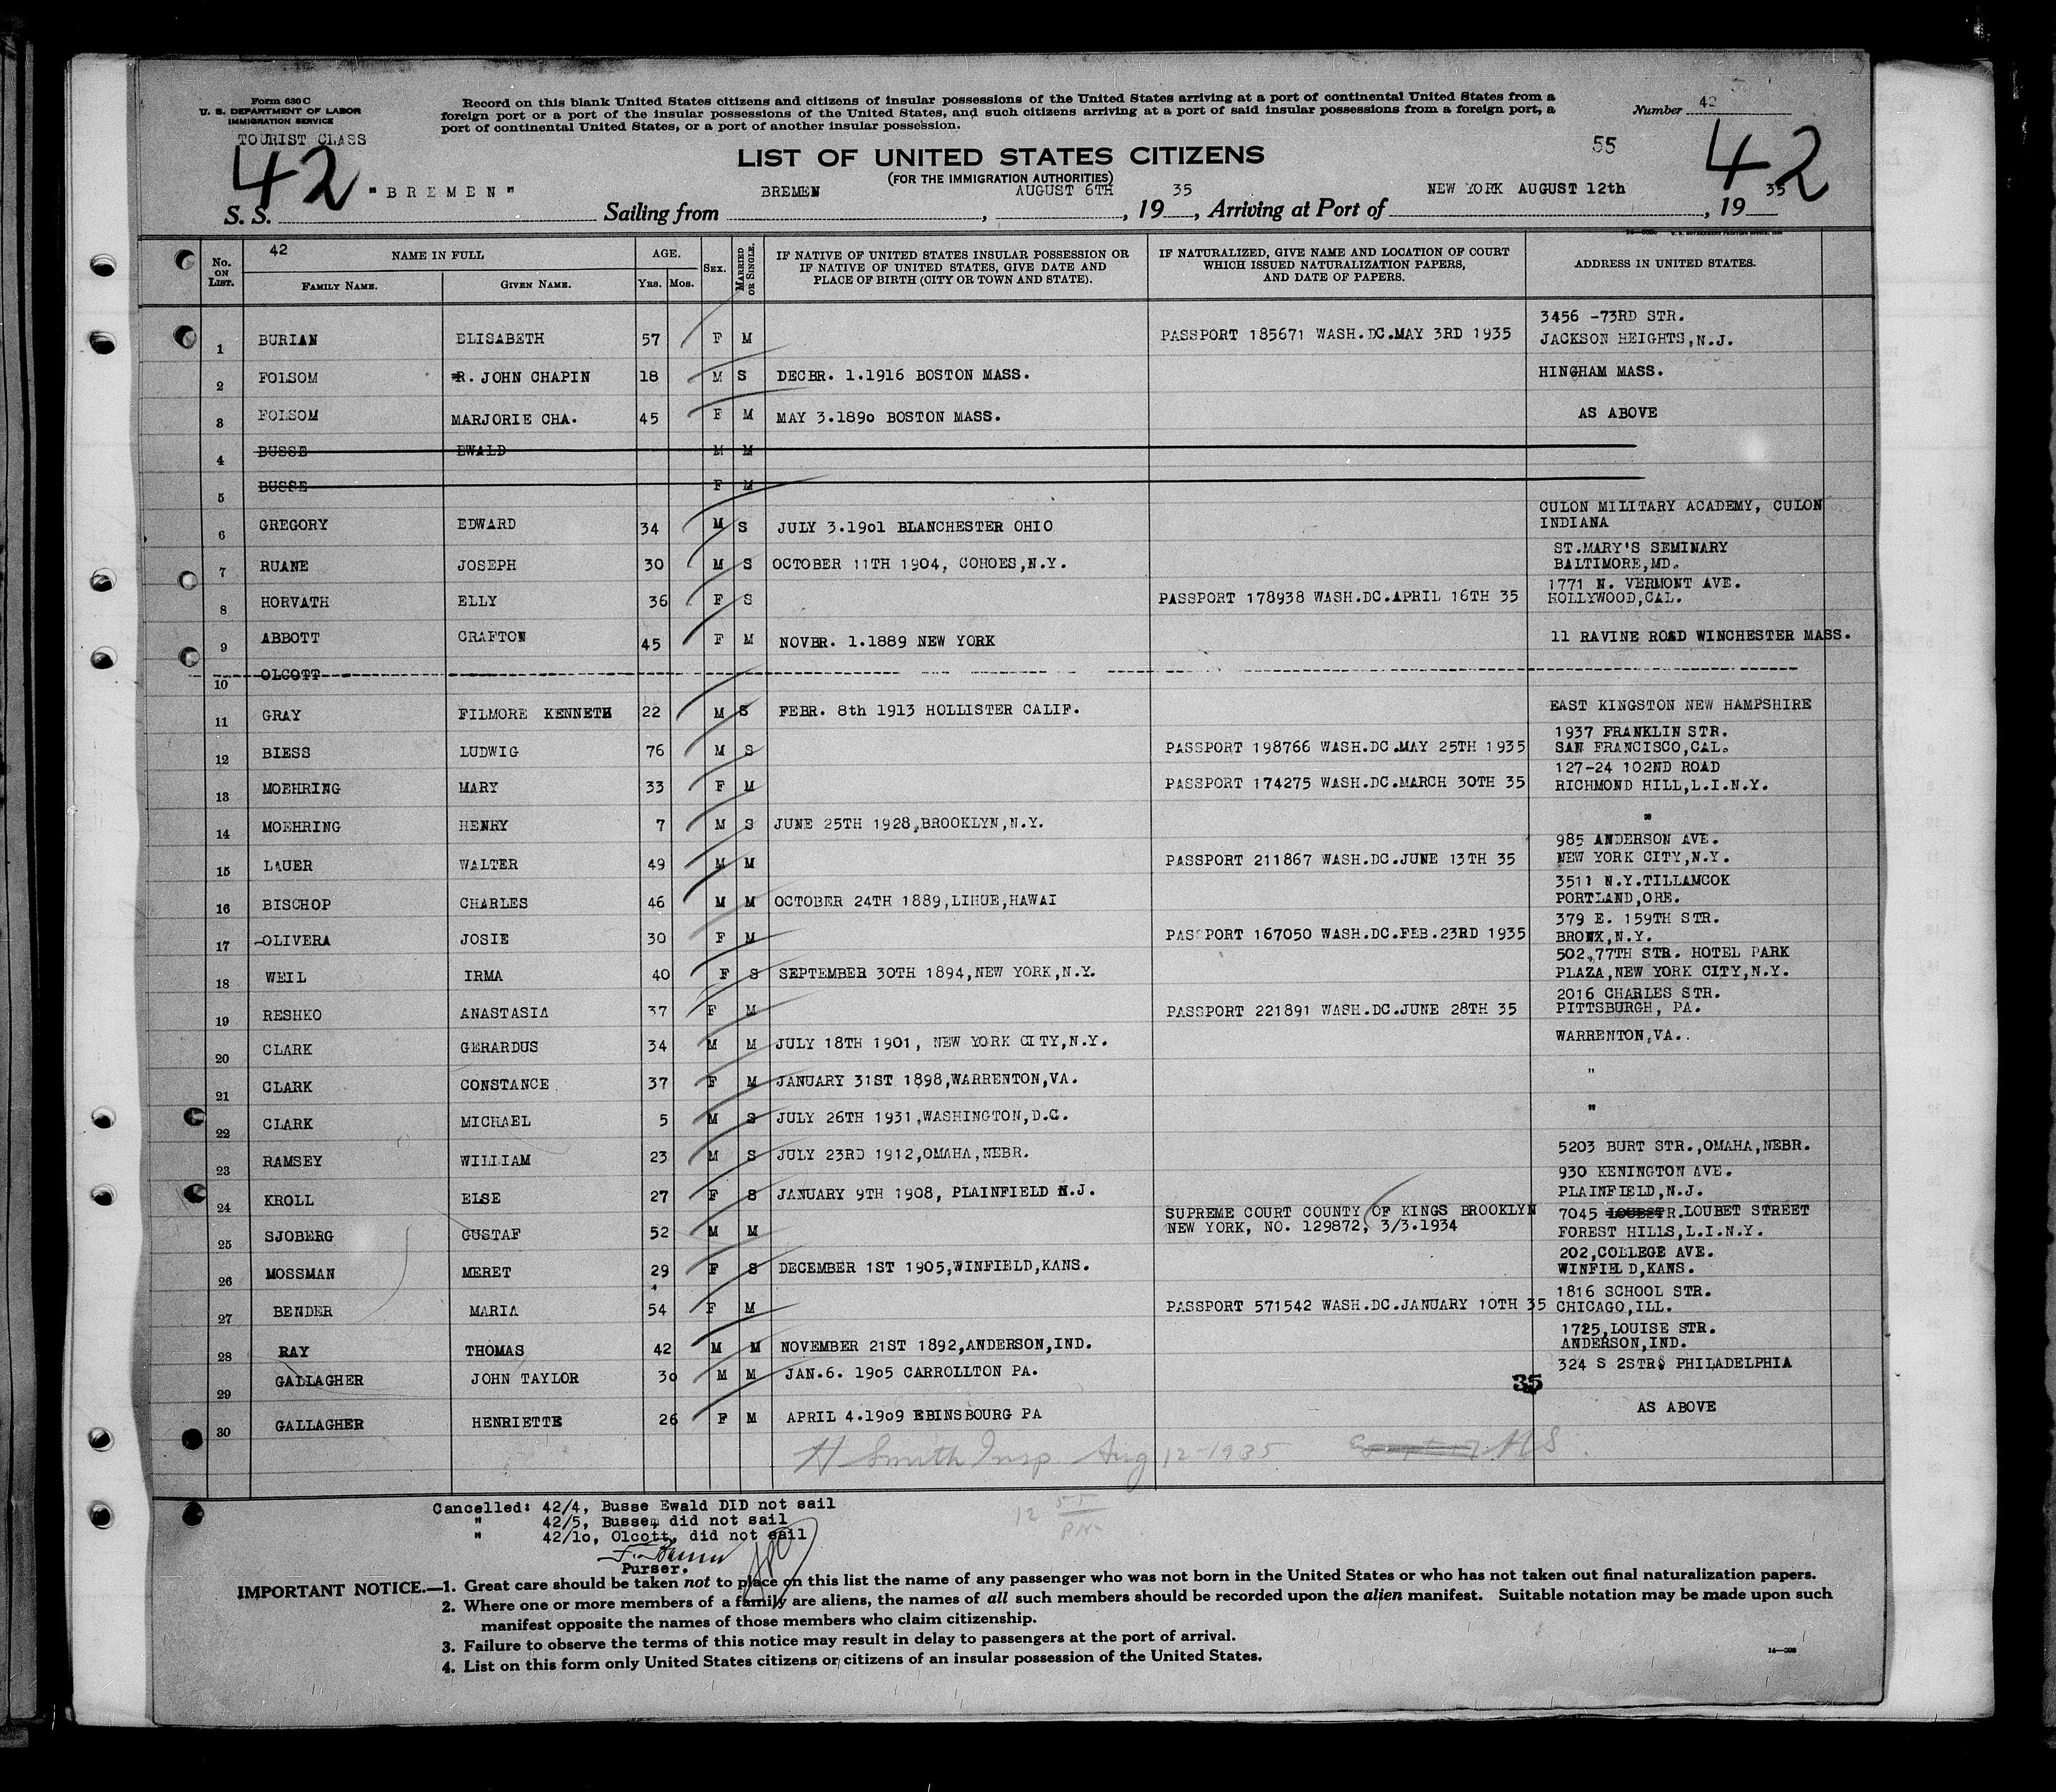 Form 630 C
U. S. DEPARTMENT OF LABOR
IMMIGRATION SERVICE
TOURIST CLASS
42
Record on this blank United States citizens and citizens of insular possessions of the United States arriving at a port of continental United States from a
foreign port or a port of the insular possessions of the United States, and such citizens arriving at a port of said insular possessions from a foreign port, a
port of continental United States, or a port of another insular possession.
Number 42
55
42
LIST OF UNITED STATES CITIZENS
(FOR THE IMMIGRATION AUTHORITIES)
S. S. "BREMEN" Sailing from BREMEN, AUGUST 6TH, 1935, Arriving at Port of NEW YORK AUGUST 12th, 1935
No. ON LIST. 42 NAME IN FULL FAMILY NAME. GIVEN NAME. AGE. Yrs. Mos. SEX. MARRIED OR SINGLE. IF NATIVE OF UNITED STATES INSULAR POSSESSION OR IF NATIVE OF UNITED STATES, GIVE DATE AND PLACE OF BIRTH (CITY OR TOWN AND STATE). IF NATURALIZED, GIVE NAME AND LOCATION OF COURT WHICH ISSUED NATURALIZATION PAPERS, AND DATE OF PAPERS. ADDRESS IN UNITED STATES.
1 BURIAN ELISABETH 57 F M PASSPORT 185671 WASH.DC.MAY 3RD 1935 3456 -73RD STR. JACKSON HEIGHTS,N.J.
2 FOLSOM R. JOHN CHAPIN 18 M S DECBR. 1.1916 BOSTON MASS. HINGHAM MASS.
3 FOLSOM MARJORIE CHA. 45 F M MAY 3.1890 BOSTON MASS. AS ABOVE
4 BUSSE EWALD M M
5 BUSSE F M
6 GREGORY EDWARD 34 M S JULY 3.1901 BLANCHESTER OHIO CULON MILITARY ACADEMY, CULON INDIANA
7 RUANE JOSEPH 30 M S OCTOBER 11TH 1904, COHOES,N.Y. ST.MARY'S SEMINARY BALTIMORE,MD.
8 HORVATH ELLY 36 F S PASSPORT 178938 WASH.DC.APRIL 16TH 35 1771 N. VERMONT AVE. HOLLYWOOD,CAL.
9 ABBOTT GRAFTON 45 F M NOVBR. 1.1889 NEW YORK 11 RAVINE ROAD WINCHESTER MASS.
10 OLCOTT
11 GRAY FILMORE KENNETH 22 M S FEBR. 8th 1913 HOLLISTER CALIF. EAST KINGSTON NEW HAMPSHIRE
12 BIESS LUDWIG 76 M S PASSPORT 198766 WASH.DC.MAY 25TH 1935 1937 FRANKLIN STR. SAN FRANCISCO,CAL.
13 MOEHRING MARY 33 F M PASSPORT 174275 WASH.DC.MARCH 30TH 35 127-24 102ND ROAD RICHMOND HILL,L.I.N.Y.
14 MOEHRING HENRY 7 M S JUNE 25TH 1928,BROOKLYN,N.Y. "
15 LAUER WALTER 49 M M PASSPORT 211867 WASH.DC.JUNE 13TH 35 985 ANDERSON AVE. NEW YORK CITY,N.Y.
16 BISCHOP CHARLES 46 M M OCTOBER 24TH 1889,LIHUE,HAWAI 3511 N.Y.TILLAMCOK PORTLAND,ORE.
17 OLIVERA JOSIE 30 F M PASSPORT 167050 WASH.DC.FEB.23RD 1935 379 E. 159TH STR. BRONX,N.Y.
18 WEIL IRMA 40 F S SEPTEMBER 30TH 1894,NEW YORK,N.Y. 502,77TH STR. HOTEL PARK PLAZA,NEW YORK CITY,N.Y.
19 RESHKO ANASTASIA 37 F M PASSPORT 221891 WASH.DC.JUNE 28TH 35 2016 CHARLES STR. PITTSBURGH, PA.
20 CLARK GERARDUS 34 M M JULY 18TH 1901, NEW YORK CITY,N.Y. WARRENTON,VA..
21 CLARK CONSTANCE 37 F M JANUARY 31ST 1898,WARRENTON,VA. "
22 CLARK MICHAEL 5 M S JULY 26TH 1931,WASHINGTON,D.C. "
23 RAMSEY WILLIAM 23 M S JULY 23RD 1912,OMAHA,NEBR. 5203 BURT STR.,OMAHA,NEBR.
24 KROLL ELSE 27 F S JANUARY 9TH 1908, PLAINFIELD N.J. 930 KENINGTON AVE. PLAINFIELD,N.J.
25 SJOBERG GUSTAF 52 M M SUPREME COURT COUNTY OF KINGS BROOKLYN NEW YORK, NO. 129872, 3/3.1934 7045 LOUBSTR.LOUBET STREET FOREST HILLS,L.I.N.Y.
26 MOSSMAN MERET 29 F S DECEMBER 1ST 1905,WINFIELD,KANS. 202,COLLEGE AVE. WINFIELD,KANS.
27 BENDER MARIA 54 F M PASSPORT 571542 WASH.DC.JANUARY 10TH 35 1816 SCHOOL STR. CHICAGO,ILL.
28 RAY THOMAS 42 M M NOVEMBER 21ST 1892,ANDERSON,IND. 1725,LOUISE STR. ANDERSON,IND.
29 GALLAGHER JOHN TAYLOR 30 M M JAN.6. 1905 CARROLLTON PA. 324 S 2STR. PHILADELPHIA
35
30 GALLAGHER HENRIETTE 26 F M APRIL 4.1909 EBINSBOURG PA AS ABOVE
H Smith Insp. Aug 12-1935 HS
Cancelled: 42/4, Busse Ewald DID not sail
" 42/5, Busse, did not sail
" 42/10, Olcott, did not sail
12 55 PM
Purser.
IMPORTANT NOTICE.—1. Great care should be taken not to place on this list the name of any passenger who was not born in the United States or who has not taken out final naturalization papers.
2. Where one or more members of a family are aliens, the names of all such members should be recorded upon the alien manifest. Suitable notation may be made upon such
manifest opposite the names of those members who claim citizenship.
3. Failure to observe the terms of this notice may result in delay to passengers at the port of arrival.
4. List on this form only United States citizens or citizens of an insular possession of the United States.